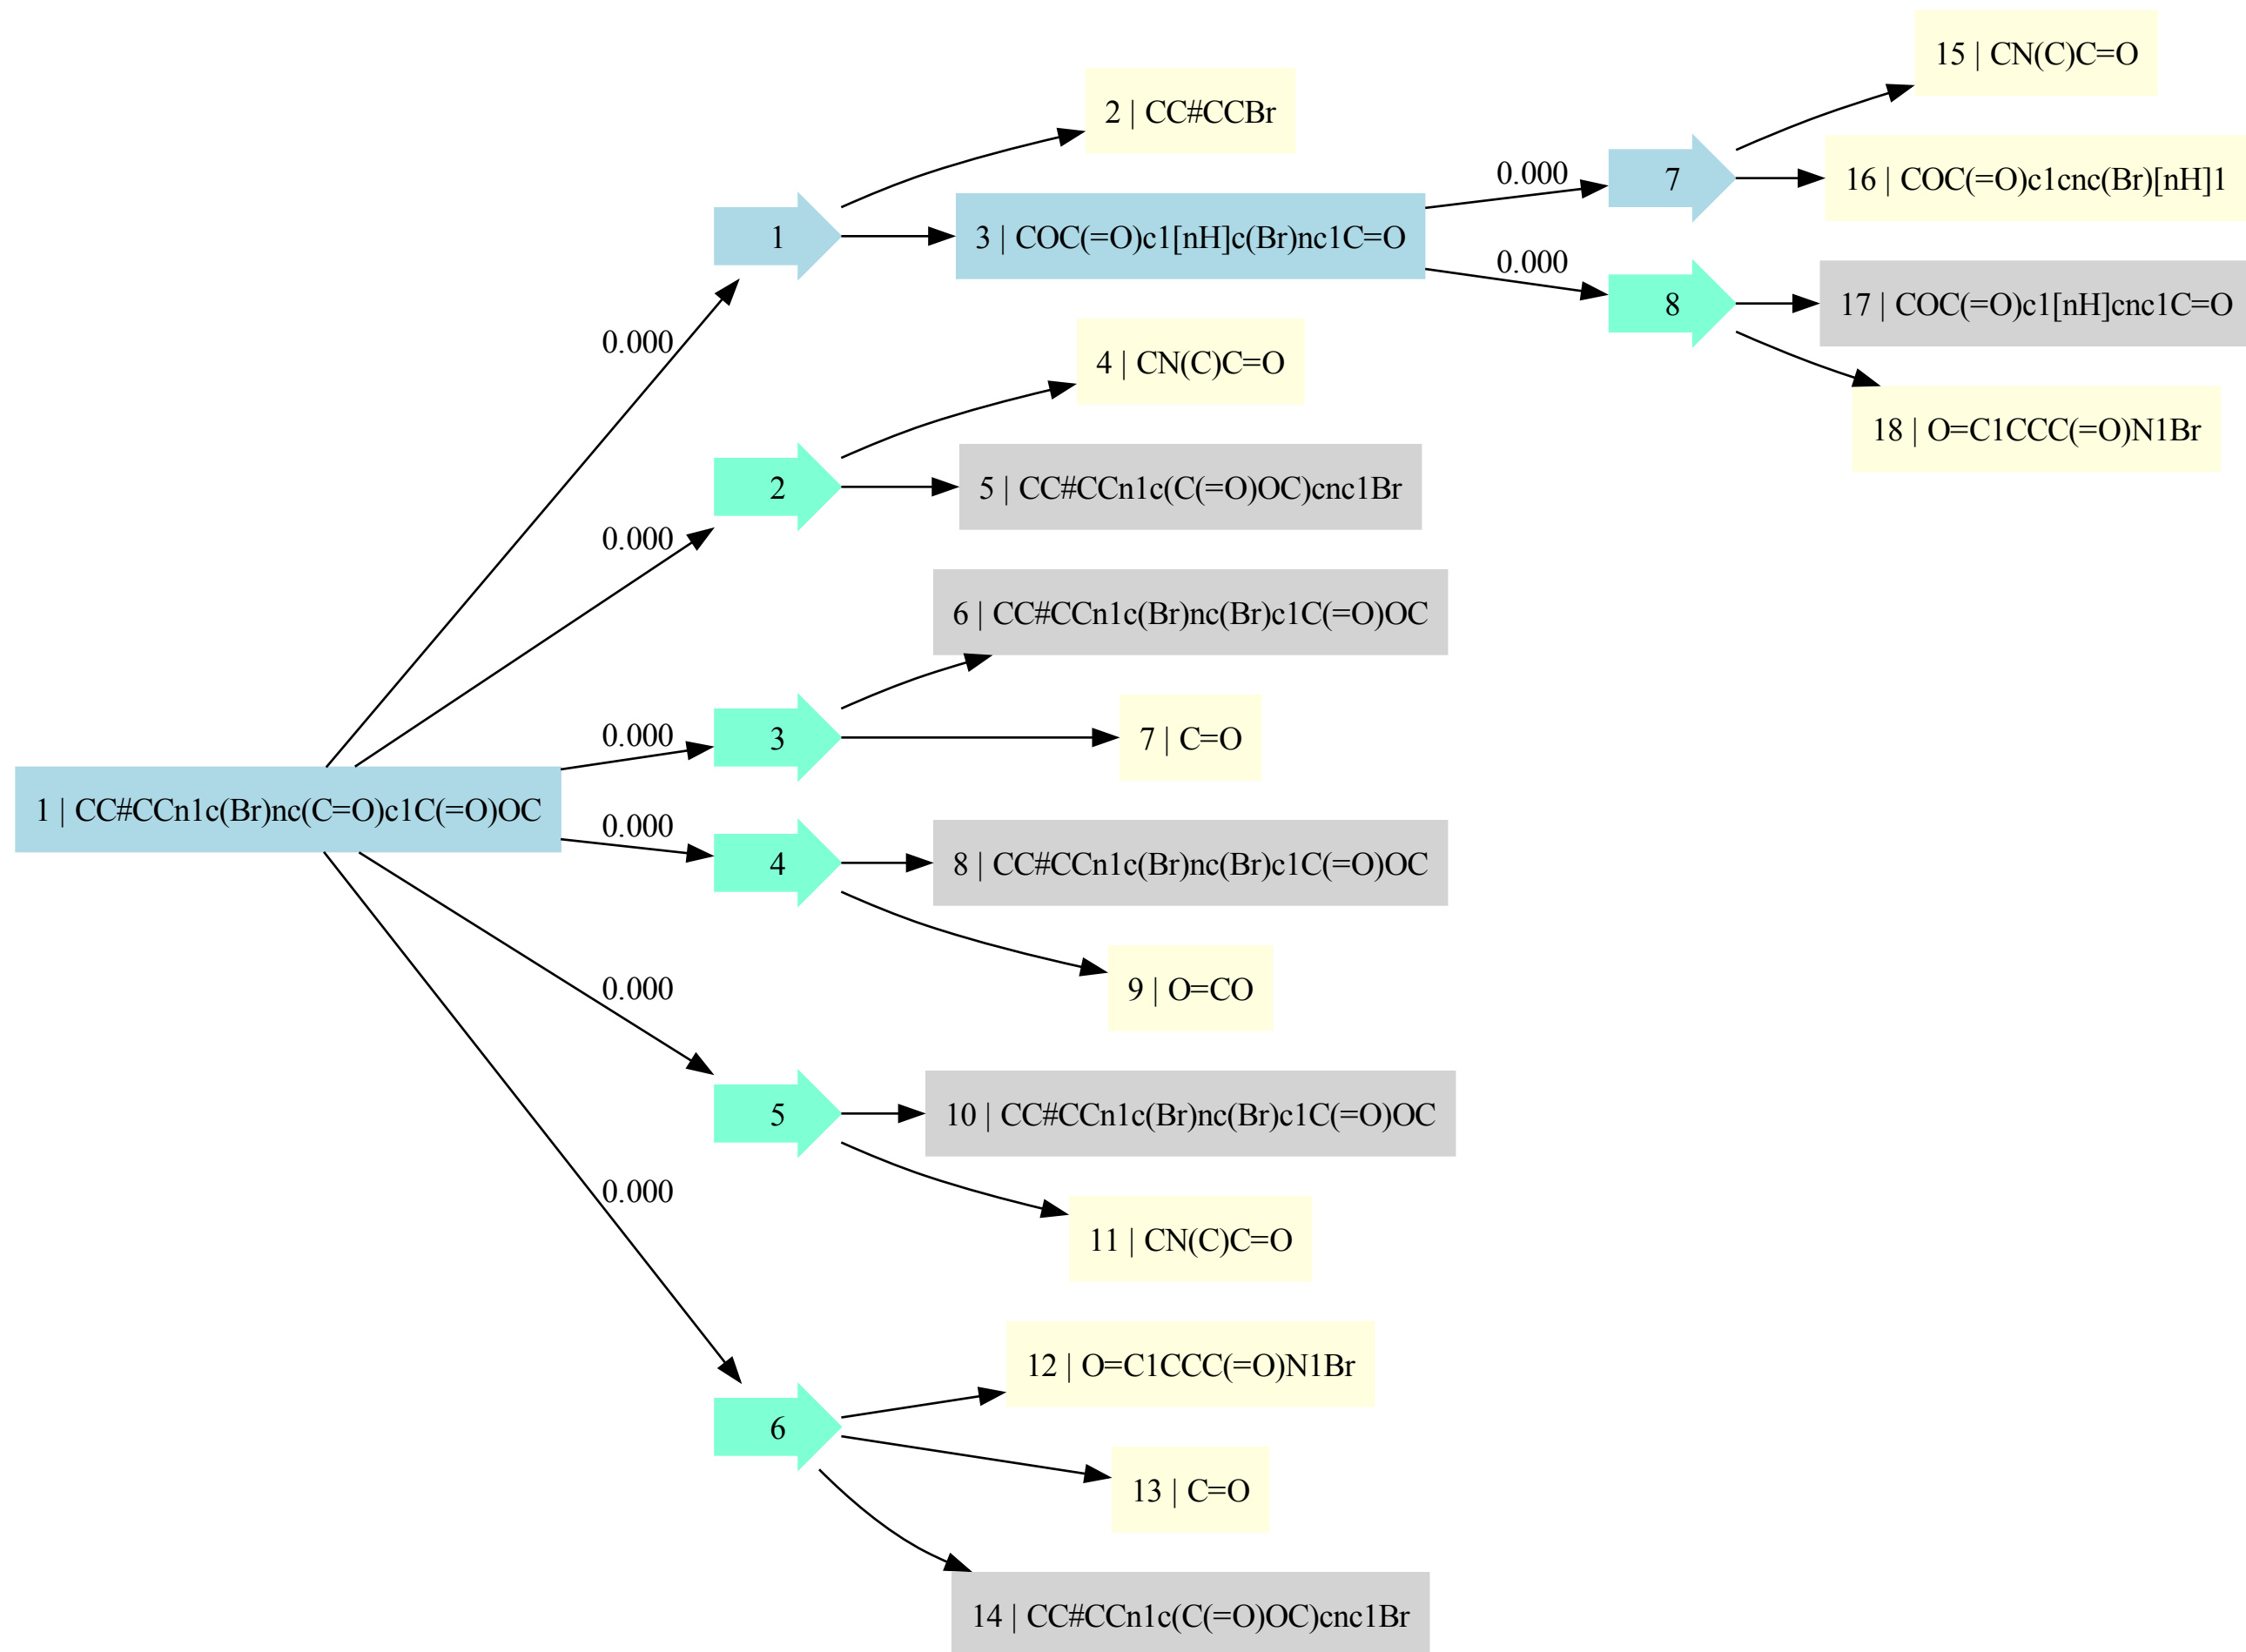 15 | CN(C)C=O
2 | CC#CCBr
0.000
7
16 | COC(=O)c1cnc(Br)[nH]1
1
3 | COC(=O)c1[nH]c(Br)nc1C=O
0.000
8
17 | COC(=O)c1[nH]cnc1C=O
0.000
4 | CN(C)C=O
18 | O=C1CCC(=O)N1Br
2
5 | CC#CCn1c(C(=O)OC)cnc1Br
0.000
6 | CC#CCn1c(Br)nc(Br)c1C(=O)OC
0.000
3
7 | C=O
1 | CC#CCn1c(Br)nc(C=O)c1C(=O)OC
0.000
4
8 | CC#CCn1c(Br)nc(Br)c1C(=O)OC
0.000
9 | O=CO
5
10 | CC#CCn1c(Br)nc(Br)c1C(=O)OC
0.000
11 | CN(C)C=O
12 | O=C1CCC(=O)N1Br
6
13 | C=O
14 | CC#CCn1c(C(=O)OC)cnc1Br